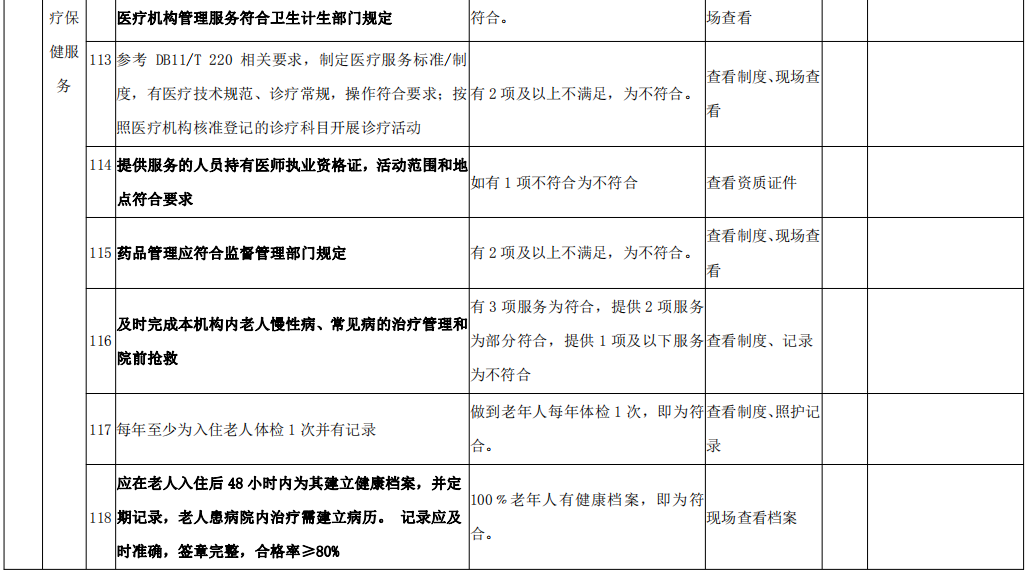 疗保
健服
务
医疗机构管理服务符合卫生计生部门规定
符合。
场查看
113
参考 DB11/T 220 相关要求，制定医疗服务标准/制
度，有医疗技术规范、诊疗常规，操作符合要求；按
照医疗机构核准登记的诊疗科目开展诊疗活动
有 2 项及以上不满足，为不符合。
查看制度、现场查
看
114
提供服务的人员持有医师执业资格证，活动范围和地
点符合要求
如有 1 项不符合为不符合
查看资质证件
115
药品管理应符合监督管理部门规定
有 2 项及以上不满足，为不符合。
查看制度、现场查
看
116
及时完成本机构内老人慢性病、常见病的治疗管理和
院前抢救
有 3 项服务为符合，提供 2 项服务
为部分符合，提供 1 项及以下服务
为不符合
查看制度、记录
117
每年至少为入住老人体检 1 次并有记录
做到老年人每年体检 1 次，即为符
合。
查看制度、照护记
录
118
应在老人入住后 48 小时内为其建立健康档案，并定
期记录，老人患病院内治疗需建立病历。 记录应及
时准确，签章完整，合格率≥80%
100％老年人有健康档案，即为符
合。
现场查看档案